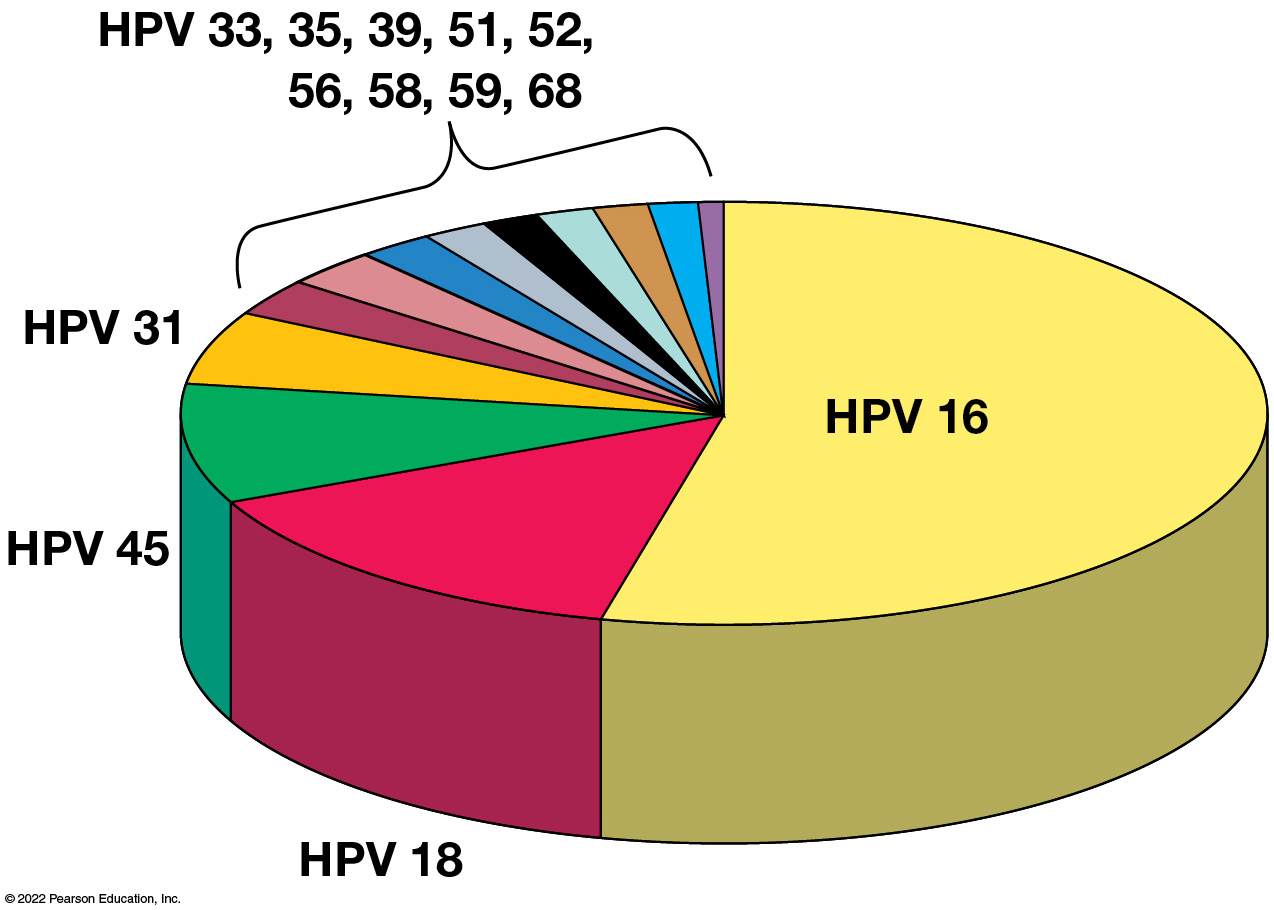 HPV 33, 35, 39, 51, 52,
56, 58, 59, 68
HPV 31
HPV 16
HPV 45
HPV 18
© 2022 Pearson Education, Inc.